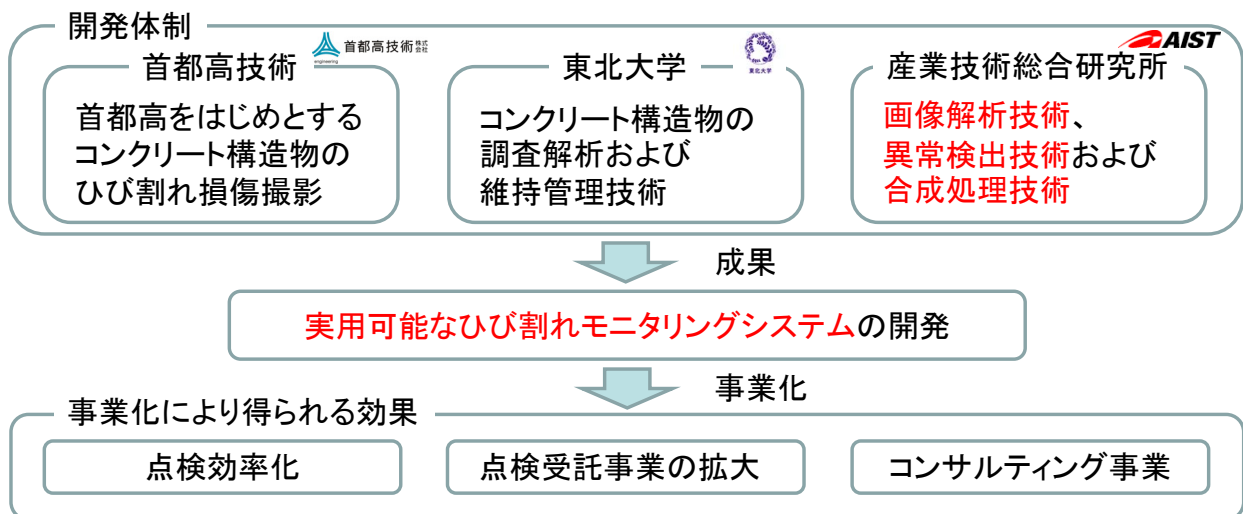 開発体制
首都高技術
首都高技術株式会社
engineering
首都高をはじめとする
コンクリート構造物の
ひび割れ損傷撮影
東北大学
東北大学
コンクリート構造物の
調査解析および
維持管理技術
AIST
産業技術総合研究所
画像解析技術、
異常検出技術および
合成処理技術
成果
実用可能なひび割れモニタリングシステムの開発
事業化
事業化により得られる効果
点検効率化
点検受託事業の拡大
コンサルティング事業